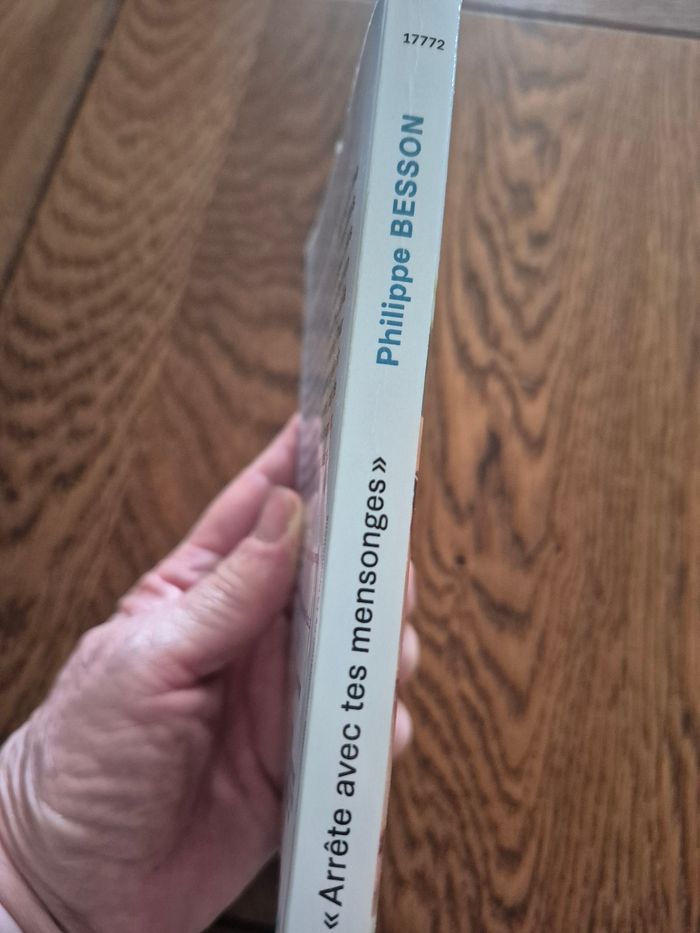 17772
Philippe BESSON
« Arrête avec tes mensonges »